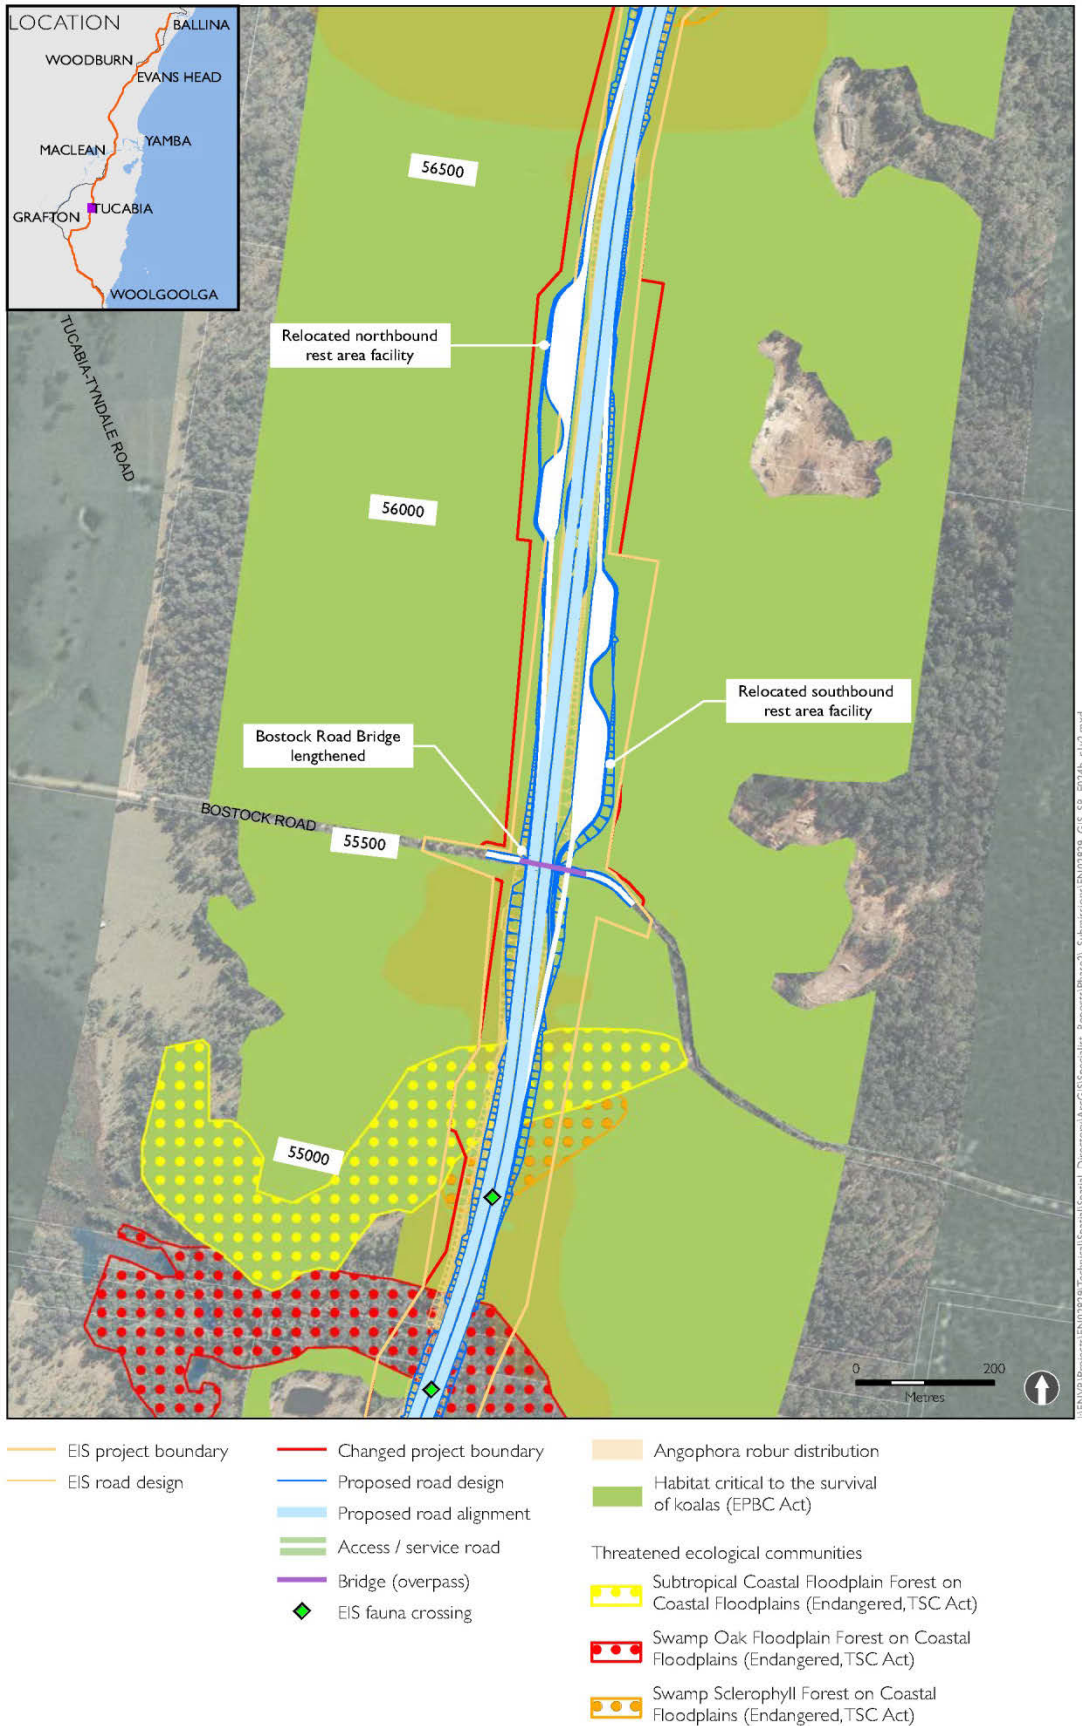 LOCATION
BALLINA
WOODBURN
EVANS HEAD
YAMBA
MACLEAN
TUCABIA
GRAFTON
WOOLGOOLGA
TUCABIA-TYNDALE ROAD
56500
Relocated northbound
rest area facility
56000
Relocated southbound
rest area facility
Bostock Road Bridge
lengthened
BOSTOCK ROAD
55500
55000
0 200
Metres
EIS project boundary
EIS road design
Changed project boundary
Proposed road design
Proposed road alignment
Access / service road
Bridge (overpass)
EIS fauna crossing
Angophora robur distribution
Habitat critical to the survival
of koalas (EPBC Act)
Threatened ecological communities
Subtropical Coastal Floodplain Forest on
Coastal Floodplains (Endangered, TSC Act)
Swamp Oak Floodplain Forest on Coastal
Floodplains (Endangered, TSC Act)
Swamp Sclerophyll Forest on Coastal
Floodplains (Endangered, TSC Act)